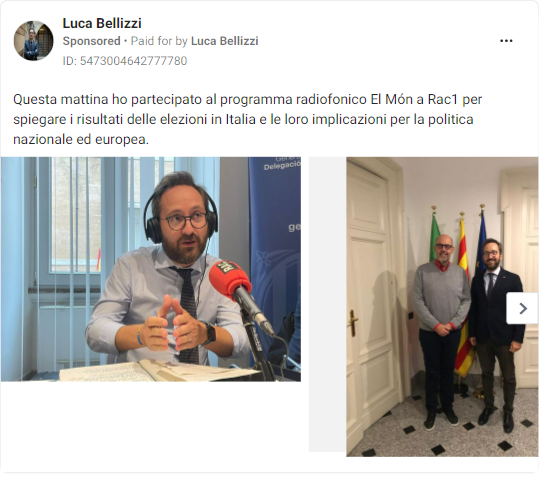 Luca Bellizzi
Sponsored • Paid for by Luca Bellizzi
ID: 5473004642777780
Questa mattina ho partecipato al programma radiofonico El Món a Rac1 per
spiegare i risultati delle elezioni in Italia e le loro implicazioni per la politica
nazionale ed europea.
Delegació